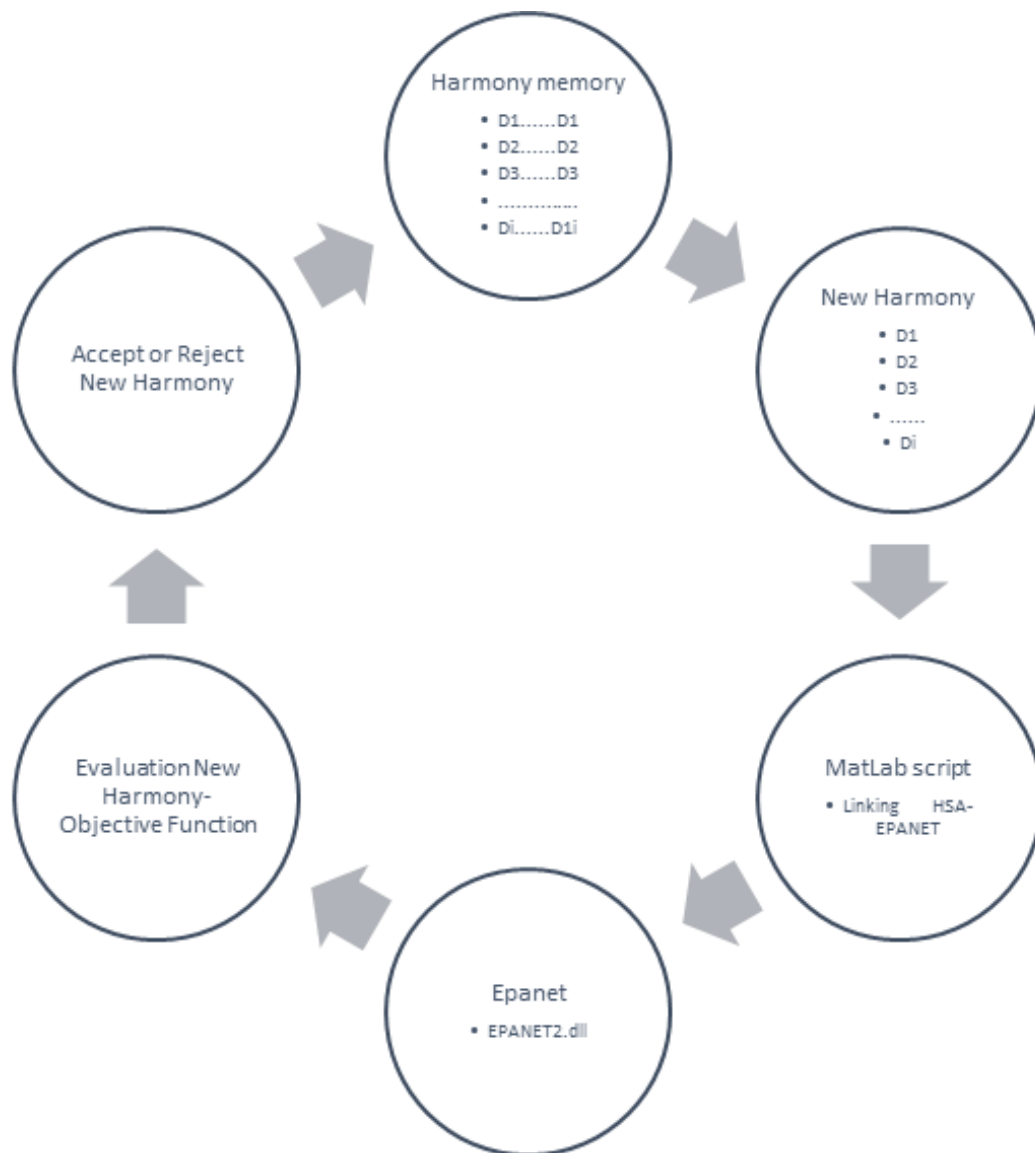 Harmony memory
• D1......D1
• D2......D2
• D3......D3
• ...............
• Di......D1i
New Harmony
• D1
• D2
• D3
• ......
• Di
MatLab script
• Linking HSA-
EPANET
Epanet
• EPANET2.dll
Evaluation New
Harmony-
Objective Function
Accept or Reject
New Harmony